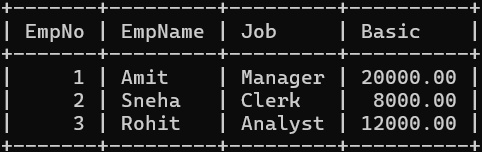 +-------+---------+---------+----------+
| EmpNo | EmpName | Job     | Basic    |
+-------+---------+---------+----------+
|     1 | Amit    | Manager | 20000.00 |
|     2 | Sneha   | Clerk   |  8000.00 |
|     3 | Rohit   | Analyst | 12000.00 |
+-------+---------+---------+----------+